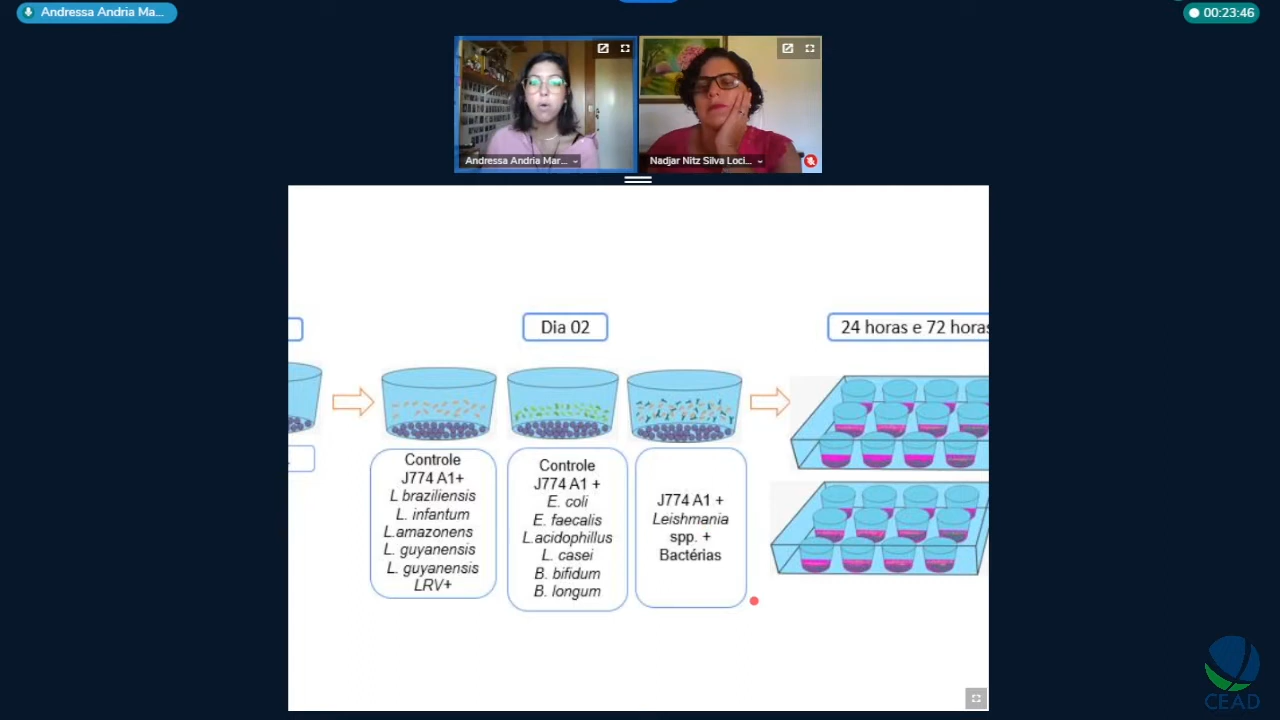 Andressa Andria Ma...
00:23:46
Andressa Andria Mar...
Nadjar Nitz Silva Loci...
Dia 02
24 horas e 72 horas
Controle
J774 A1+
L braziliensis
L. infantum
L.amazonens
L. guyanensis
L. guyanensis
LRV+
Controle
J774 A1 +
E. coli
E. faecalis
L.acidophillus
L. casei
B. bifidum
B. longum
J774 A1 +
Leishmania
spp. +
Bactérias
CEAD